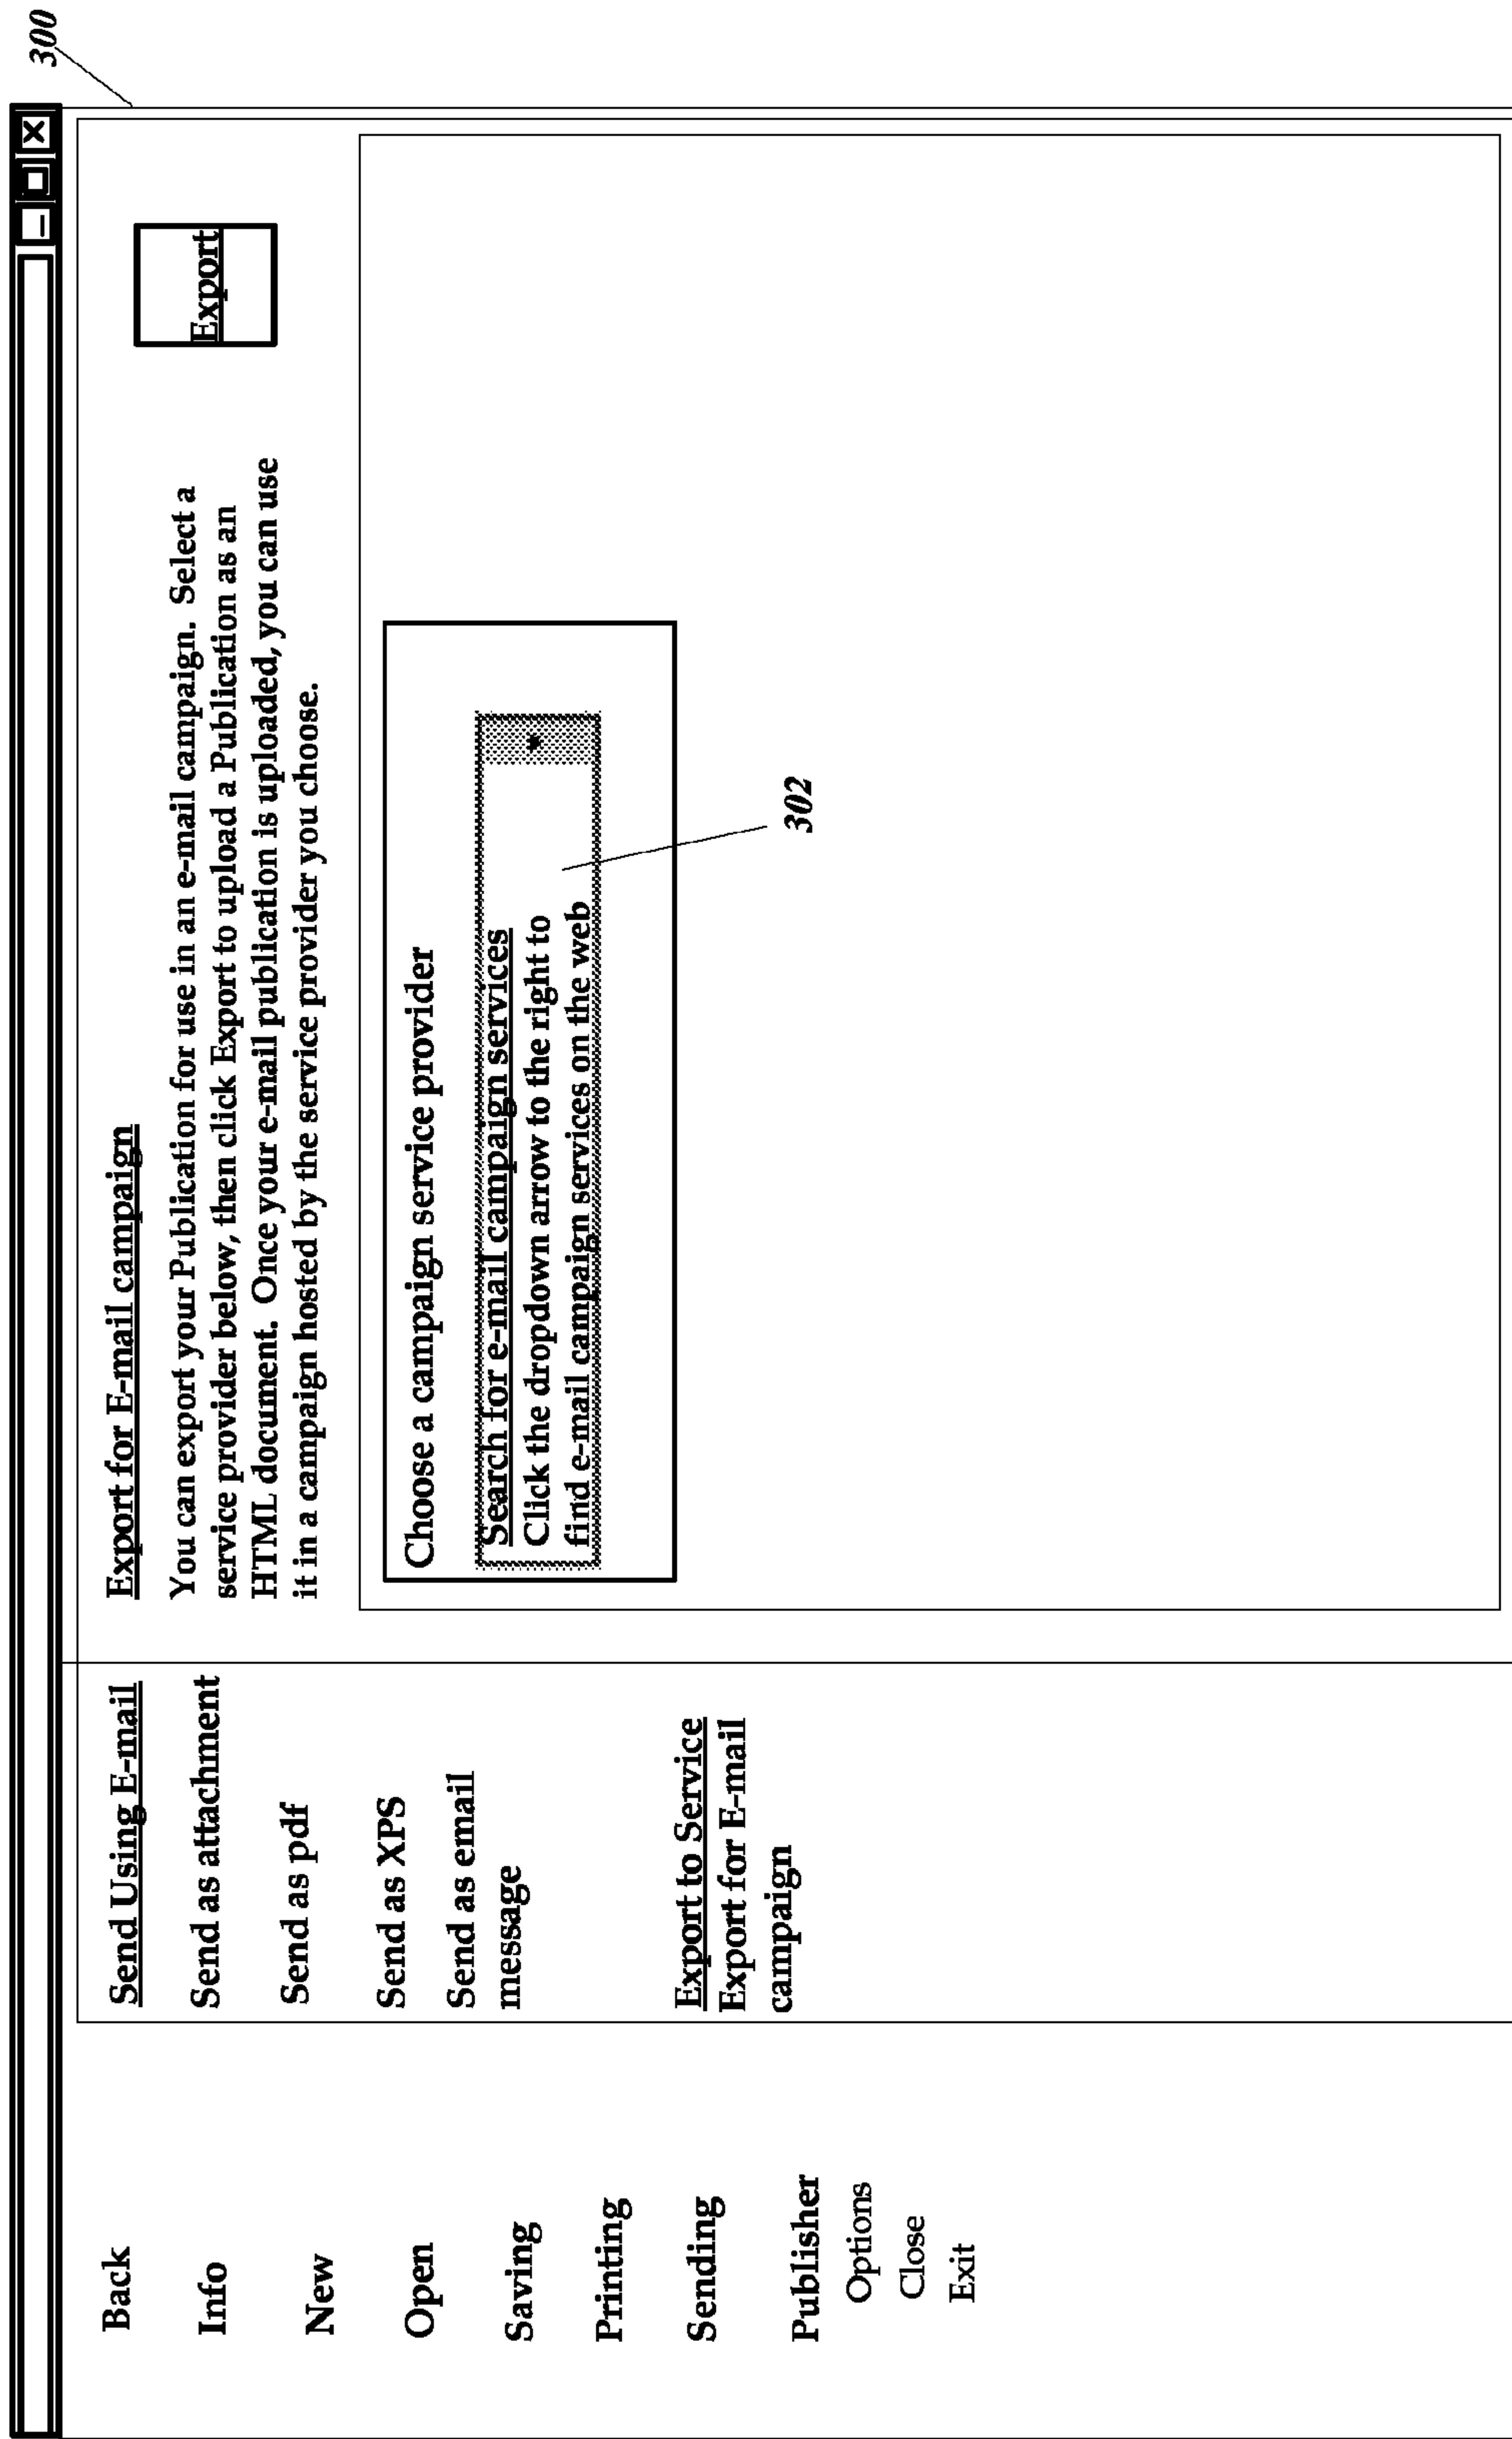 300
Back
Info
New
Open
Saving
Printing
Sending
Publisher
Options
Close
Exit
Send Using E-mail
Send as attachment
Send as pdf
Send as XPS
Send as email
message
Export to Service
Export for E-mail
campaign
Export for E-mail campaign
You can export your Publication for use in an e-mail campaign. Select a
service provider below, then click Export to upload a Publication as an
HTML document. Once your e-mail publication is uploaded, you can use
it in a campaign hosted by the service provider you choose.
Export
Choose a campaign service provider
Search for e-mail campaign services
Click the dropdown arrow to the right to
find e-mail campaign services on the web
302